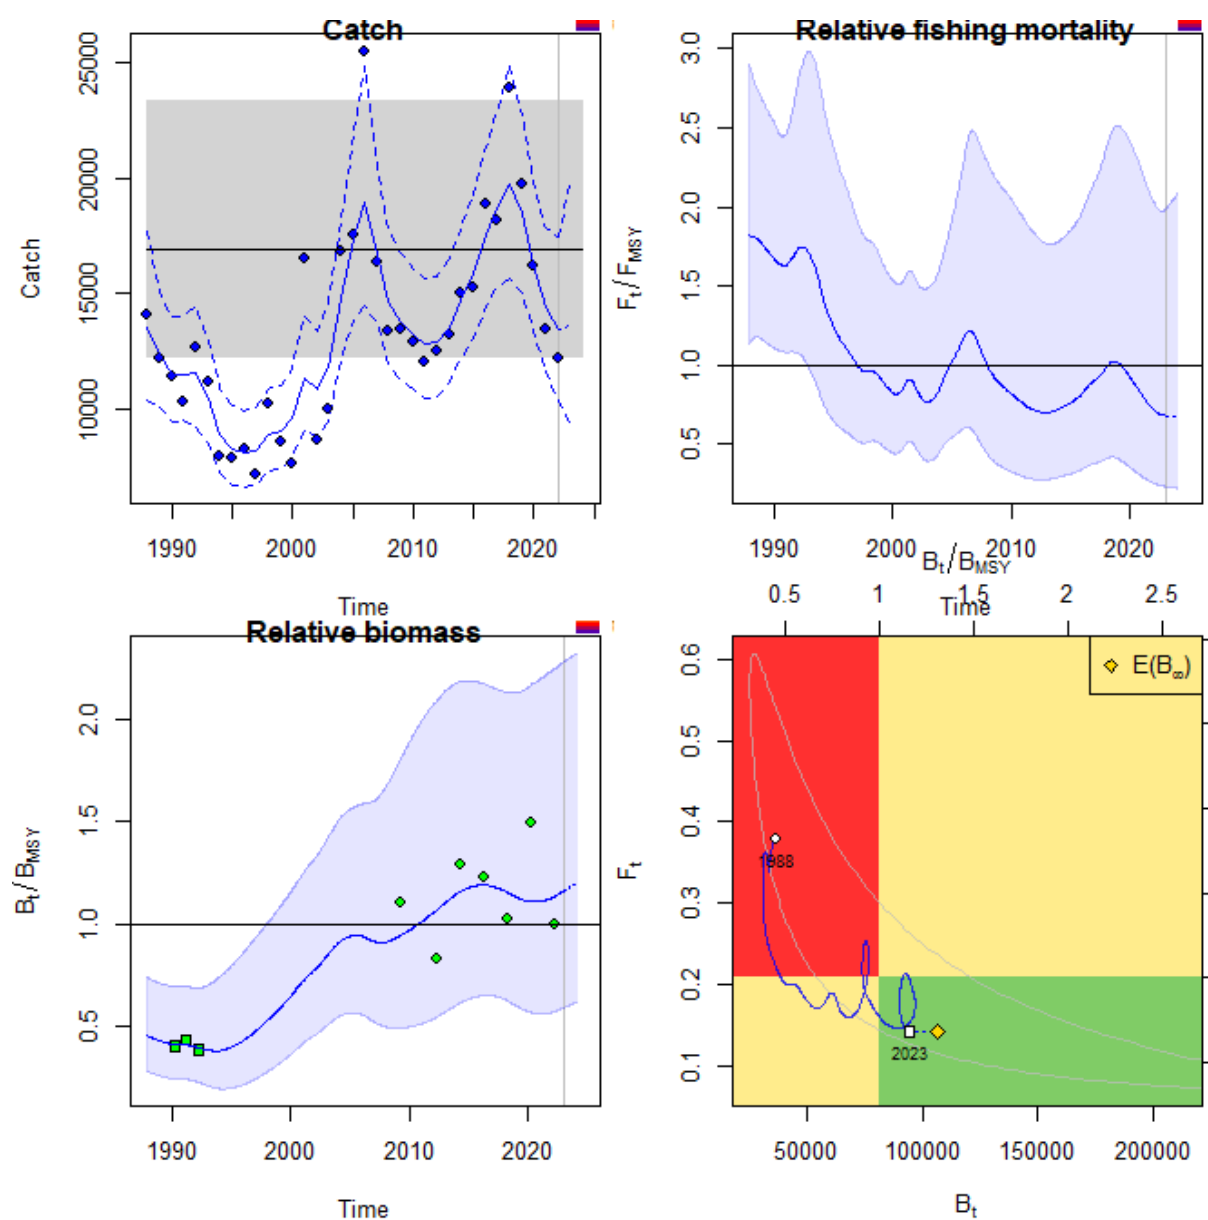 Catch
25000
20000
15000
10000
Catch
1990 2000 2010 2020
Time
Relative fishing mortality
3.0
2.5
2.0
1.5
1.0
0.5
Ft/FMSY
1990 2000 2010 2020
Time
Relative biomass
2.0
1.5
1.0
0.5
Bt/BMSY
1990 2000 2010 2020
Time
Bt/BMSY
0.5 1 1.5 2 2.5
0.6
0.5
0.4
0.3
0.2
0.1
Ft
E(B∞)
1988
2023
50000 100000 150000 200000
Bt